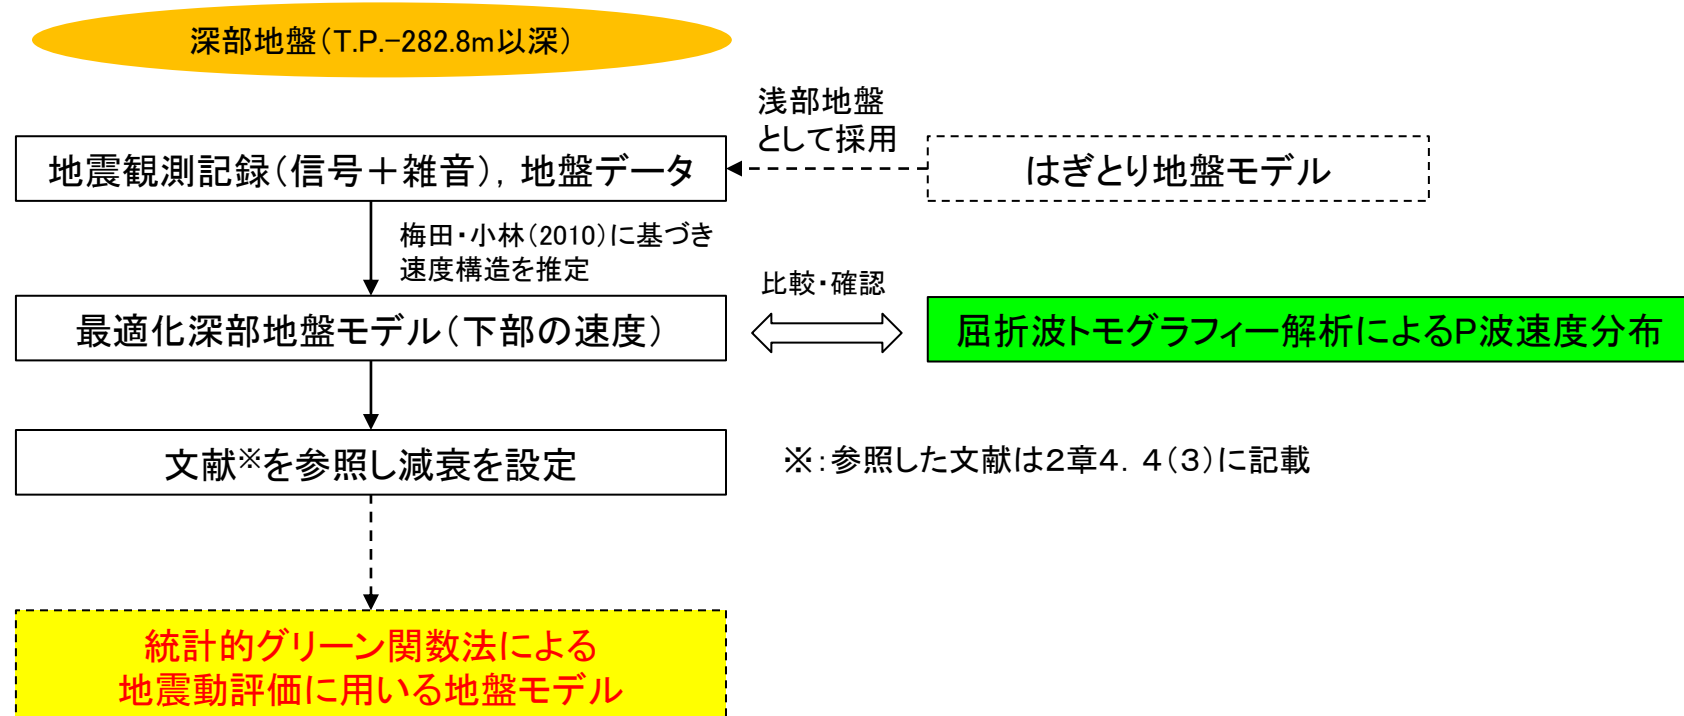 深部地盤(T.P.-282.8m以深)
浅部地盤
として採用
地震観測記録(信号＋雑音)，地盤データ
はぎとり地盤モデル
梅田・小林(2010)に基づき
速度構造を推定
比較・確認
最適化深部地盤モデル(下部の速度)
屈折波トモグラフィー解析によるP波速度分布
文献※を参照し減衰を設定
※：参照した文献は２章４．４(３)に記載
統計的グリーン関数法による
地震動評価に用いる地盤モデル